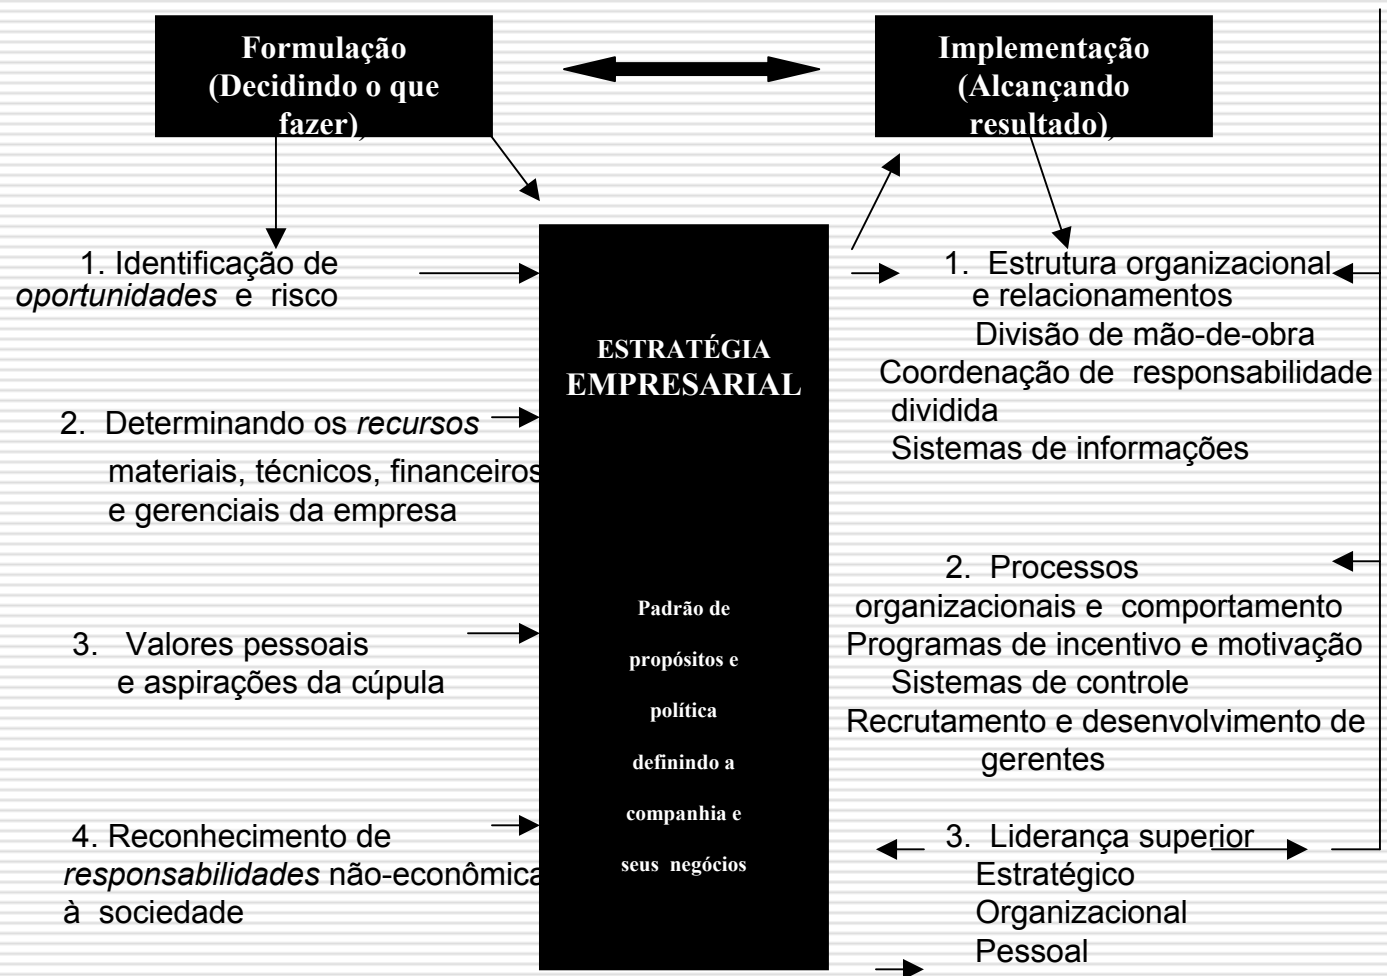 Formulação
(Decidindo o que
fazer)
Implementação
(Alcançando
resultado)
1. Identificação de
oportunidades e risco
2. Determinando os recursos
materiais, técnicos, financeiros
e gerenciais da empresa
3. Valores pessoais
e aspirações da cúpula
4. Reconhecimento de
responsabilidades não-econômica
à sociedade
ESTRATÉGIA
EMPRESARIAL
Padrão de
propósitos e
política
definindo a
companhia e
seus negócios
1. Estrutura organizacional
e relacionamentos
Divisão de mão-de-obra
Coordenação de responsabilidade
dividida
Sistemas de informações
2. Processos
organizacionais e comportamento
Programas de incentivo e motivação
Sistemas de controle
Recrutamento e desenvolvimento de
gerentes
3. Liderança superior
Estratégico
Organizacional
Pessoal